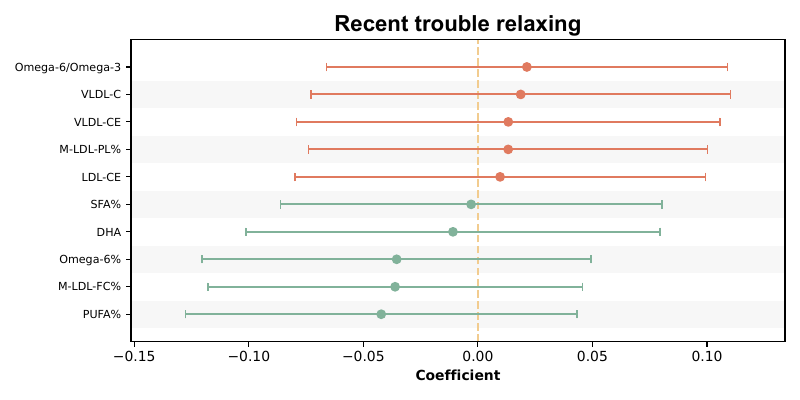 Recent trouble relaxing
Omega-6/Omega-3
VLDL-C
VLDL-CE
M-LDL-PL%
LDL-CE
SFA%
DHA
Omega-6%
M-LDL-FC%
PUFA%
−0.15 −0.10 −0.05 0.00 0.05 0.10
Coefficient